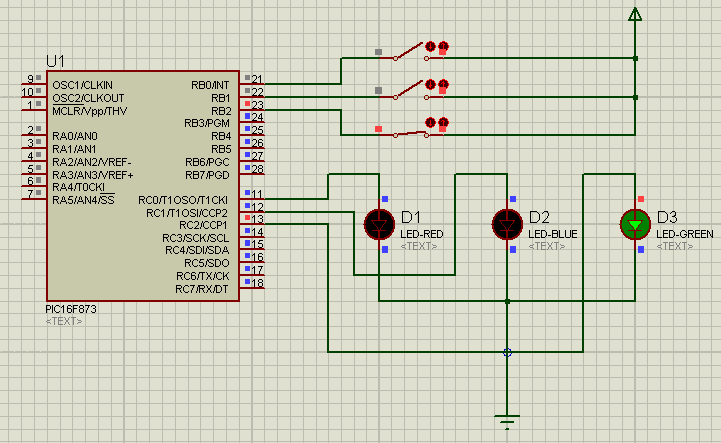 U1
9 OSC1/CLKIN RB0/INT 21
10 OSC2/CLKOUT RB1 22
1 MCLR/Vpp/THV RB2 23
RB3/PGM 24
2 RA0/AN0 RB4 25
3 RA1/AN1 RB5 26
4 RA2/AN2/VREF- RB6/PGC 27
5 RA3/AN3/VREF+ RB7/PGD 28
6 RA4/T0CKI
7 RA5/AN4/SS RC0/T1OSO/T1CKI 11
RC1/T1OSI/CCP2 12
RC2/CCP1 13
RC3/SCK/SCL 14
RC4/SDI/SDA 15
RC5/SDO 16
RC6/TX/CK 17
RC7/RX/DT 18
PIC16F873
<TEXT>
D1
LED-RED
<TEXT>
D2
LED-BLUE
<TEXT>
D3
LED-GREEN
<TEXT>